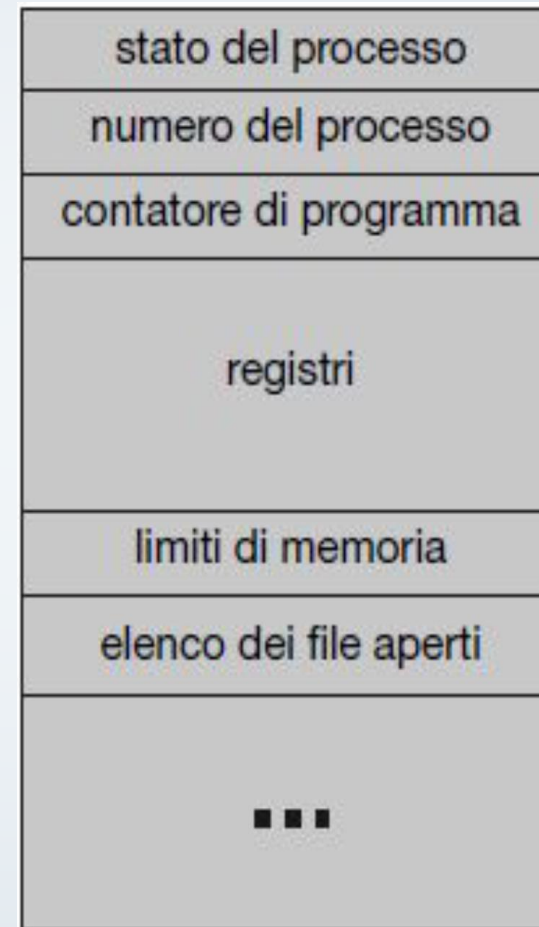 stato del processo
numero del processo
contatore di programma
registri
limiti di memoria
elenco dei file aperti
...